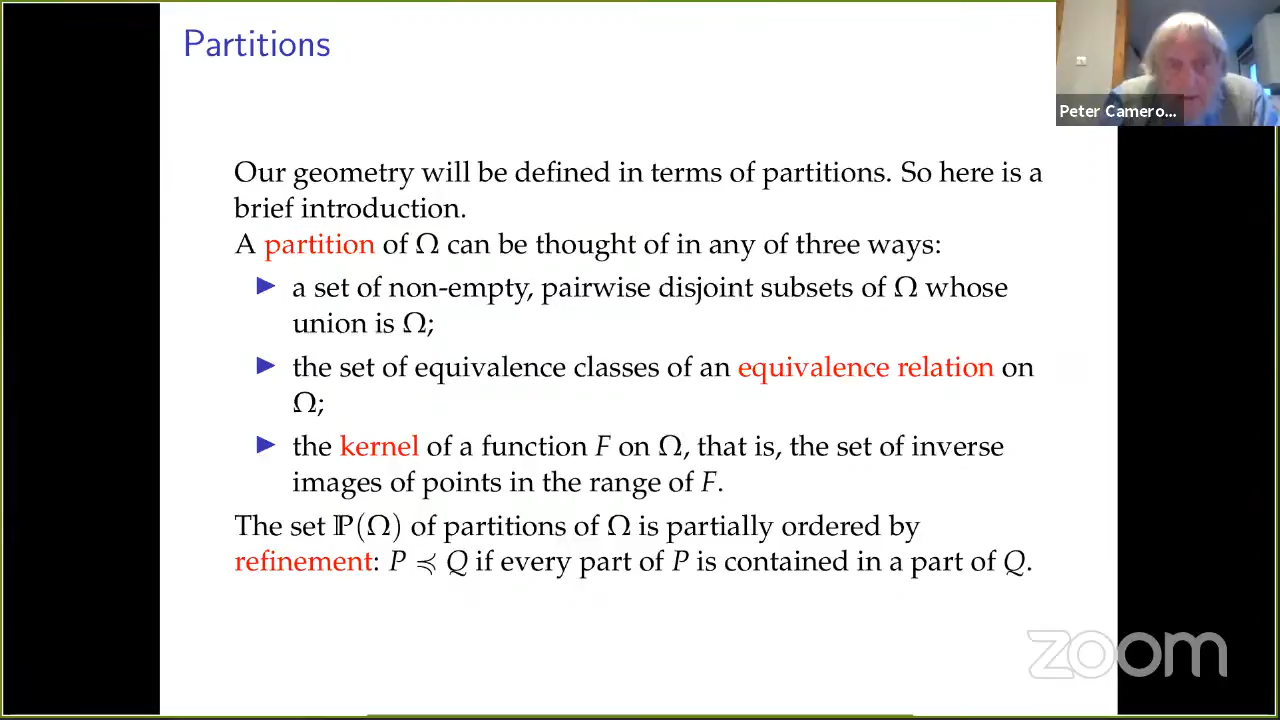 Partitions
Peter Camero...
Our geometry will be defined in terms of partitions. So here is a
brief introduction.
A partition of Ω can be thought of in any of three ways:
▶ a set of non-empty, pairwise disjoint subsets of Ω whose
union is Ω;
▶ the set of equivalence classes of an equivalence relation on
Ω;
▶ the kernel of a function F on Ω, that is, the set of inverse
images of points in the range of F.
The set ℙ(Ω) of partitions of Ω is partially ordered by
refinement: P ≼ Q if every part of P is contained in a part of Q.
zoom